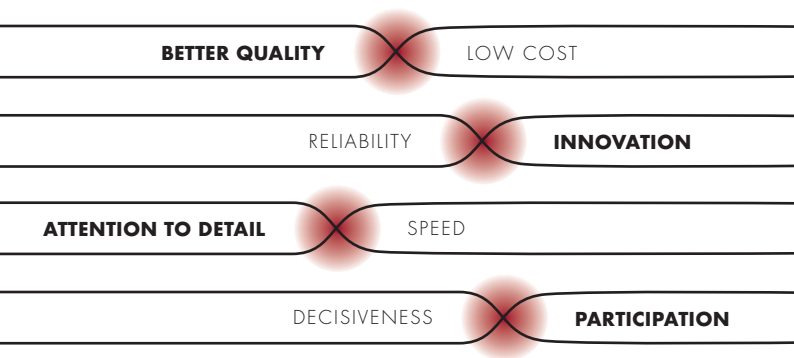 BETTER QUALITY LOW COST
RELIABILITY INNOVATION
ATTENTION TO DETAIL SPEED
DECISIVENESS PARTICIPATION